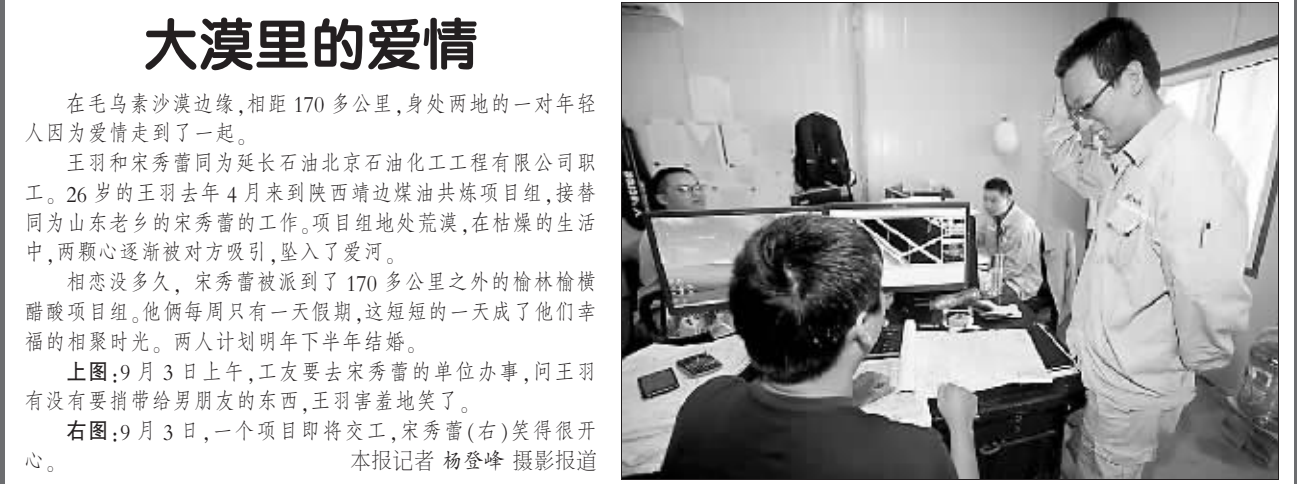 大漠里的爱情
在毛乌素沙漠边缘,相距 170 多公里,身处两地的一对年轻
人因为爱情走到了一起。
王羽和宋秀蕾同为延长石油北京石油化工工程有限公司职
工。26 岁的王羽去年 4 月来到陕西靖边煤油共炼项目组,接替
同为山东老乡的宋秀蕾的工作。项目组地处荒漠,在枯燥的生活
中,两颗心逐渐被对方吸引,坠入了爱河。
相恋没多久,宋秀蕾被派到了 170 多公里之外的榆林榆横
醋酸项目组。他俩每周只有一天假期,这短短的一天成了他们幸
福的相聚时光。两人计划明年下半年结婚。
上图:9 月 3 日上午,工友要去宋秀蕾的单位办事,问王羽
有没有要捎带给男朋友的东西,王羽害羞地笑了。
右图:9 月 3 日,一个项目即将交工,宋秀蕾(右)笑得很开
心。 本报记者 杨登峰 摄影报道